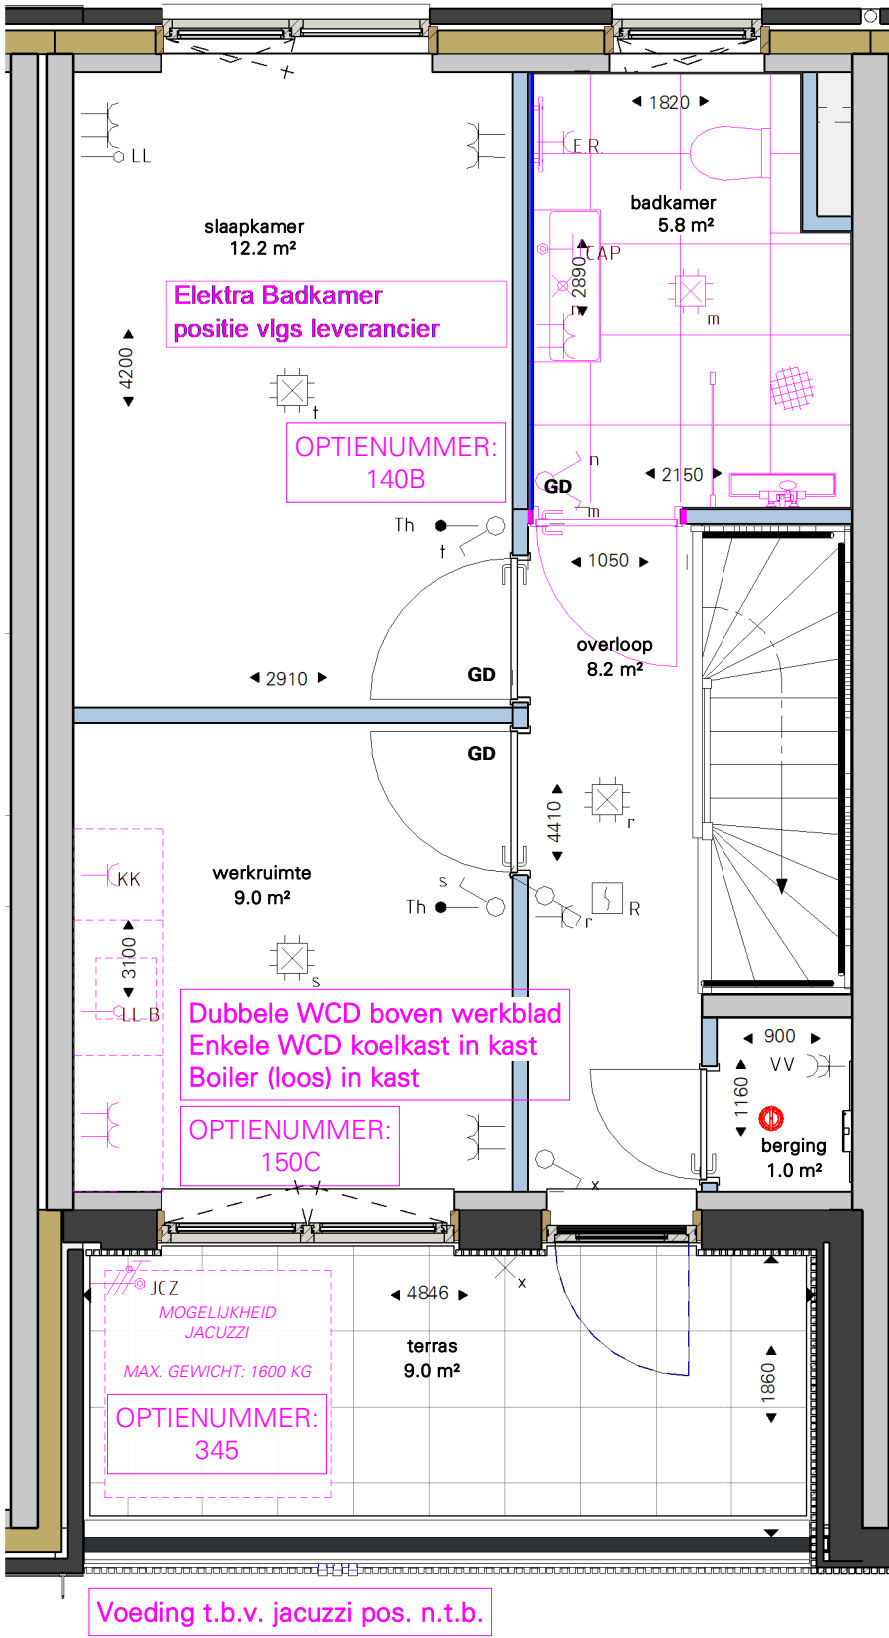 LL
E.R.
1820
badkamer
5.8 m²
slaapkamer
12.2 m²
CAP
2890
n
m
Elektra Badkamer
positie vlgs leverancier
4200
t
OPTIENUMMER:
140B
n
2150
GD
m
Th
t
1050
overloop
8.2 m²
2910
GD
GD
4410
r
KK
werkruimte
9.0 m²
s
Th
r
R
3100
s
LL B
Dubbele WCD boven werkblad
Enkele WCD koelkast in kast
Boiler (loos) in kast
900
VV
1160
OPTIENUMMER:
150C
berging
1.0 m²
x
JCZ
4846
x
MOGELIJKHEID
JACUZZI
MAX. GEWICHT: 1600 KG
terras
9.0 m²
1860
OPTIENUMMER:
345
Voeding t.b.v. jacuzzi pos. n.t.b.